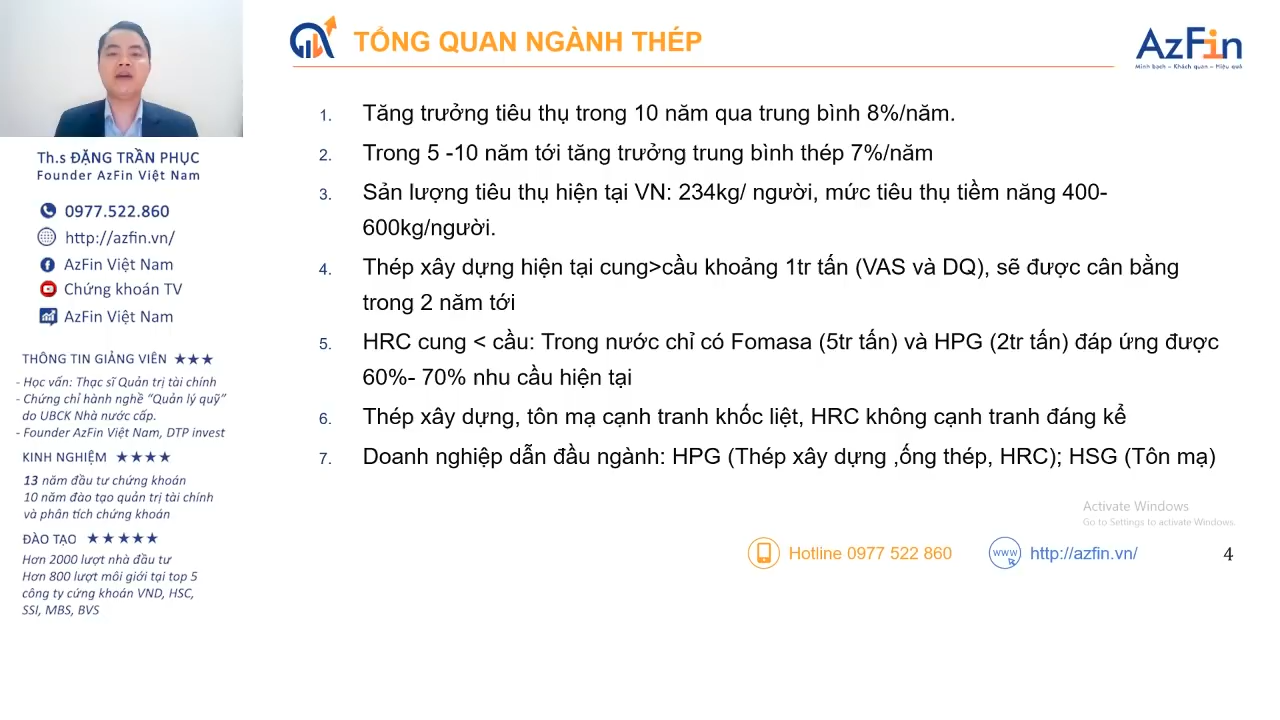 TỔNG QUAN NGÀNH THÉP
AzFin
Minh bạch – Khách quan – Hiệu quả
1. Tăng trưởng tiêu thụ trong 10 năm qua trung bình 8%/năm.
2. Trong 5 -10 năm tới tăng trưởng trung bình thép 7%/năm
3. Sản lượng tiêu thụ hiện tại VN: 234kg/ người, mức tiêu thụ tiềm năng 400-
600kg/người.
4. Thép xây dựng hiện tại cung>cầu khoảng 1tr tấn (VAS và DQ), sẽ được cân bằng
trong 2 năm tới
5. HRC cung < cầu: Trong nước chỉ có Fomasa (5tr tấn) và HPG (2tr tấn) đáp ứng được
60%- 70% nhu cầu hiện tại
6. Thép xây dựng, tôn mạ cạnh tranh khốc liệt, HRC không cạnh tranh đáng kể
7. Doanh nghiệp dẫn đầu ngành: HPG (Thép xây dựng ,ống thép, HRC); HSG (Tôn mạ)
Th.s ĐẶNG TRẦN PHỤC
Founder AzFin Việt Nam
0977.522.860
http://azfin.vn/
AzFin Việt Nam
Chứng khoán TV
AzFin Việt Nam
THÔNG TIN GIẢNG VIÊN ★★★
- Học vấn: Thạc sĩ Quản trị tài chính
- Chứng chỉ hành nghề “Quản lý quỹ”
do UBCK Nhà nước cấp.
- Founder AzFin Việt Nam, DTP invest
KINH NGHIỆM ★★★★
13 năm đầu tư chứng khoán
10 năm đào tạo quản trị tài chính
và phân tích chứng khoán
ĐÀO TẠO ★★★★★
Hơn 2000 lượt nhà đầu tư
Hơn 800 lượt môi giới tại top 5
công ty cứng khoán VND, HSC,
SSI, MBS, BVS
Activate Windows
Go to Settings to activate Windows.
Hotline 0977 522 860
www http://azfin.vn/
4